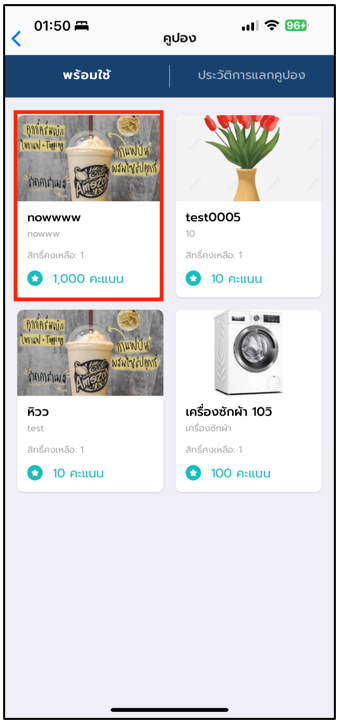 01:50
96
คูปอง
พร้อมใช้
ประวัติการแลกคูปอง
Amazon
nowwww
nowww
สิทธิ์คงเหลือ: 1
1,000 คะแนน
test0005
10
สิทธิ์คงเหลือ: 1
10 คะแนน
Amazon
หิวว
test
สิทธิ์คงเหลือ: 1
10 คะแนน
เครื่องซักผ้า 10วิ
เครื่องซักผ้า
สิทธิ์คงเหลือ: 1
100 คะแนน